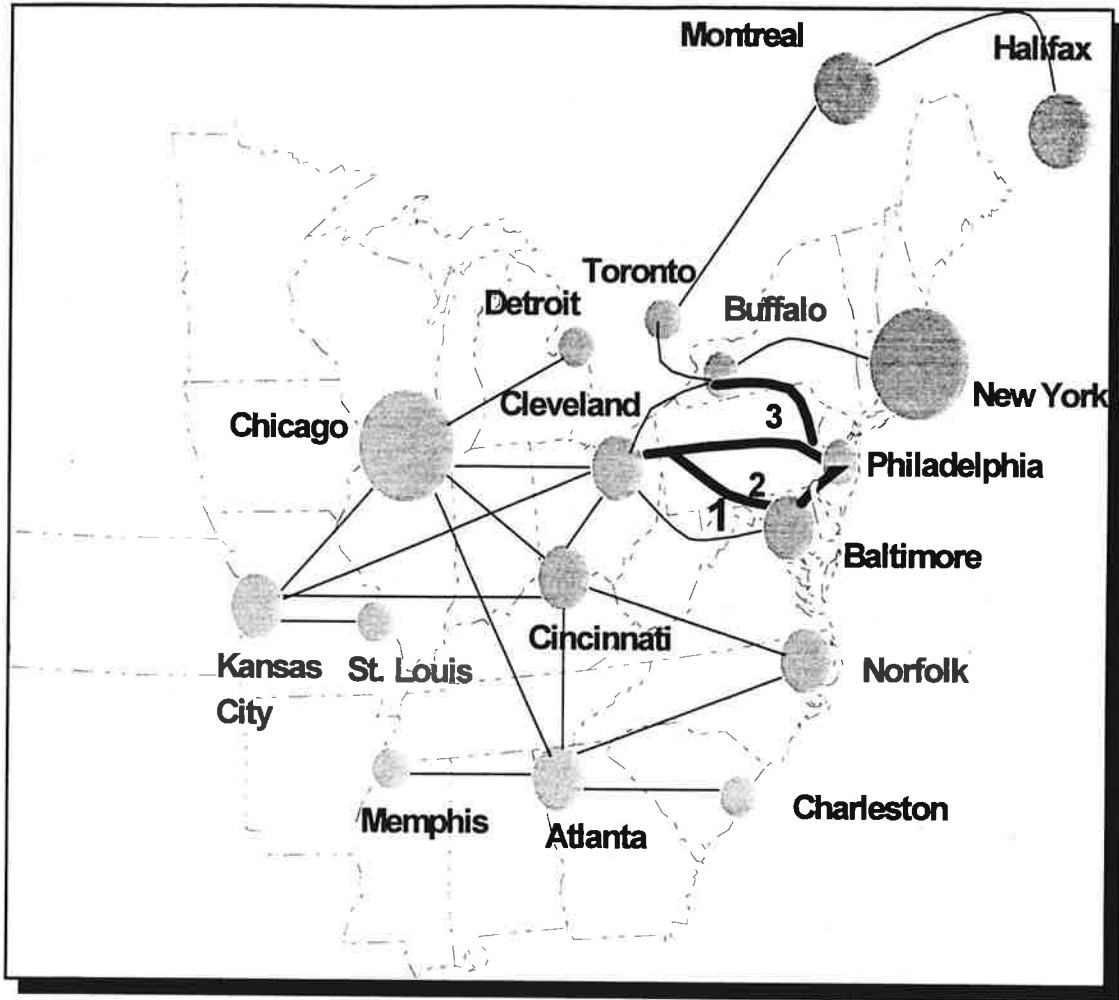 Montreal
Halifax
Toronto
Detroit
Buffalo
Cleveland
New York
Chicago
3
Philadelphia
2
1
Baltimore
Cincinnati
Kansas
City
St. Louis
Norfolk
Memphis
Atlanta
Charleston